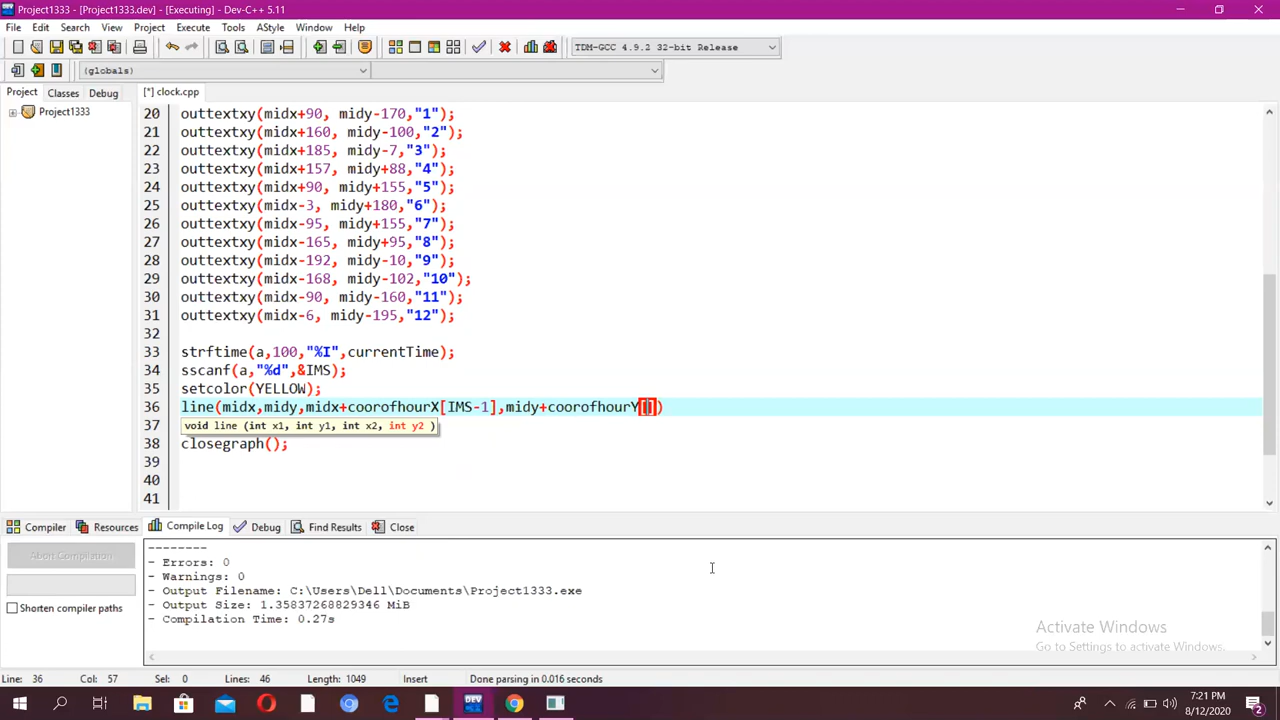 Project1333 - [Project1333.dev] - [Executing] - Dev-C++ 5.11
File Edit Search View Project Execute Tools AStyle Window Help
TDM-GCC 4.9.2 32-bit Release
(globals)
Project Classes Debug
[*] clock.cpp
Project1333
20 outtextxy(midx+90, midy-170,"1");
21 outtextxy(midx+160, midy-100,"2");
22 outtextxy(midx+185, midy-7,"3");
23 outtextxy(midx+157, midy+88,"4");
24 outtextxy(midx+90, midy+155,"5");
25 outtextxy(midx-3, midy+180,"6");
26 outtextxy(midx-95, midy+155,"7");
27 outtextxy(midx-165, midy+95,"8");
28 outtextxy(midx-192, midy-10,"9");
29 outtextxy(midx-168, midy-102,"10");
30 outtextxy(midx-90, midy-160,"11");
31 outtextxy(midx-6, midy-195,"12");
32
33 strftime(a,100,"%I",currentTime);
34 sscanf(a,"%d",&IMS);
35 setcolor(YELLOW);
36 line(midx,midy,midx+coorofhourX[IMS-1],midy+coorofhourY[])
37 void line (int x1, int y1, int x2, int y2 )
38 closegraph();
39
40
41
Compiler Resources Compile Log Debug Find Results Close
Abort Compilation
Shorten compiler paths
--------
- Errors: 0
- Warnings: 0
- Output Filename: C:\Users\Dell\Documents\Project1333.exe
- Output Size: 1.35837268829346 MiB
- Compilation Time: 0.27s
Activate Windows
Go to Settings to activate Windows.
Line: 36 Col: 57 Sel: 0 Lines: 46 Length: 1049 Insert Done parsing in 0.016 seconds
DEV
7:21 PM
8/12/2020
2